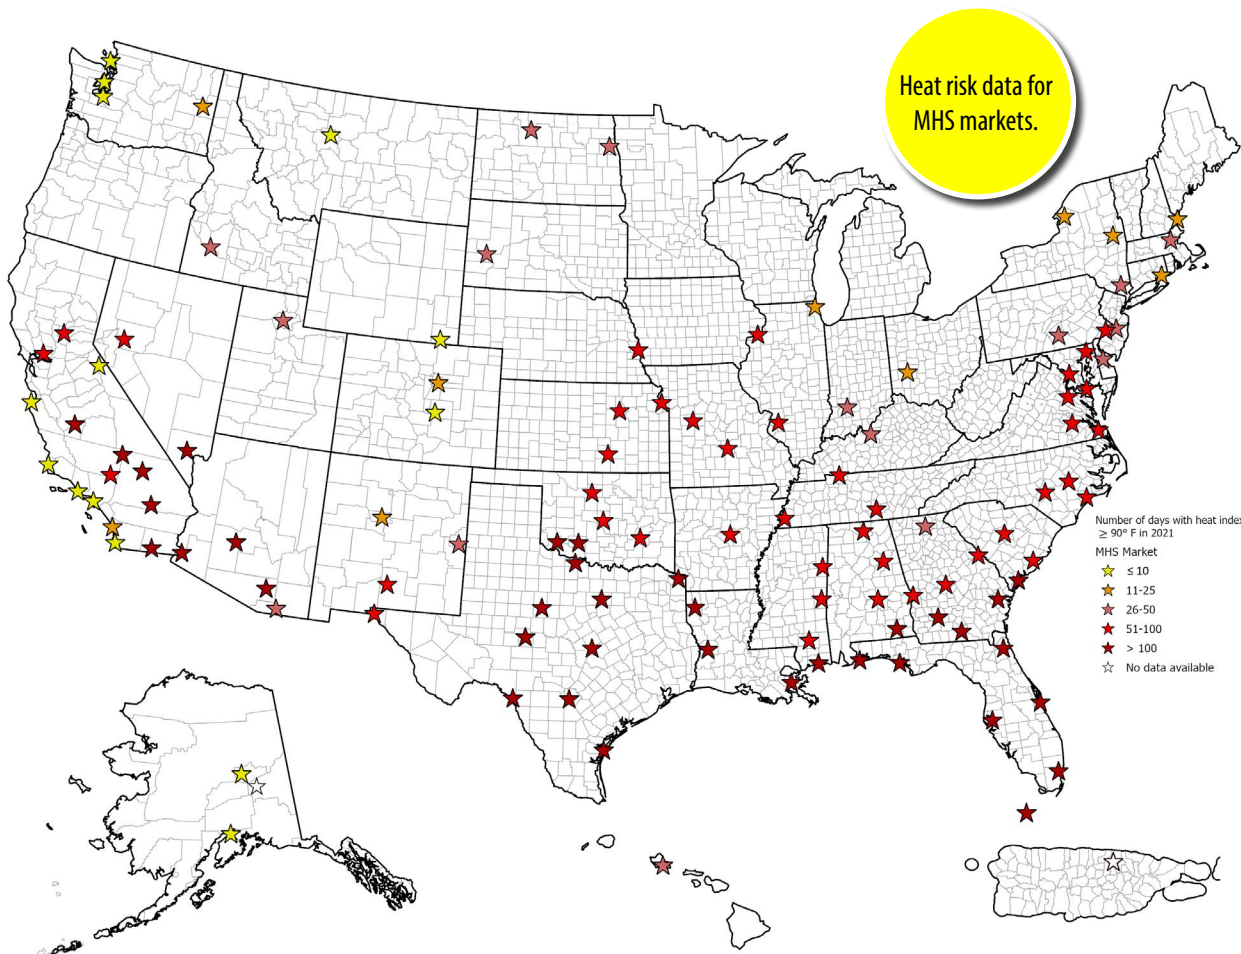 Heat risk data for
MHS markets.
Number of days with heat index
≥ 90° F in 2021
MHS Market
≤ 10
11-25
26-50
51-100
> 100
No data available